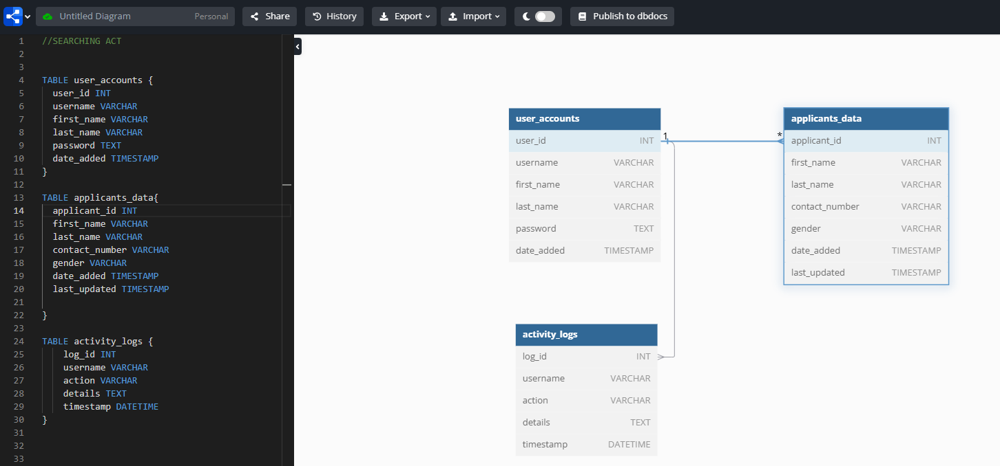 Untitled Diagram Personal Share History Export Import Publish to dbdocs
1 //SEARCHING ACT
2
3
4 TABLE user_accounts {
5 user_id INT
6 username VARCHAR
7 first_name VARCHAR
8 last_name VARCHAR
9 password TEXT
10 date_added TIMESTAMP
11 }
12
13 TABLE applicants_data{
14 applicant_id INT
15 first_name VARCHAR
16 last_name VARCHAR
17 contact_number VARCHAR
18 gender VARCHAR
19 date_added TIMESTAMP
20 last_updated TIMESTAMP
21
22 }
23
24 TABLE activity_logs {
25 log_id INT
26 username VARCHAR
27 action VARCHAR
28 details TEXT
29 timestamp DATETIME
30 }
31
32
33
user_accounts
user_id INT
username VARCHAR
first_name VARCHAR
last_name VARCHAR
password TEXT
date_added TIMESTAMP
1 *
applicants_data
applicant_id INT
first_name VARCHAR
last_name VARCHAR
contact_number VARCHAR
gender VARCHAR
date_added TIMESTAMP
last_updated TIMESTAMP
activity_logs
log_id INT
username VARCHAR
action VARCHAR
details TEXT
timestamp DATETIME